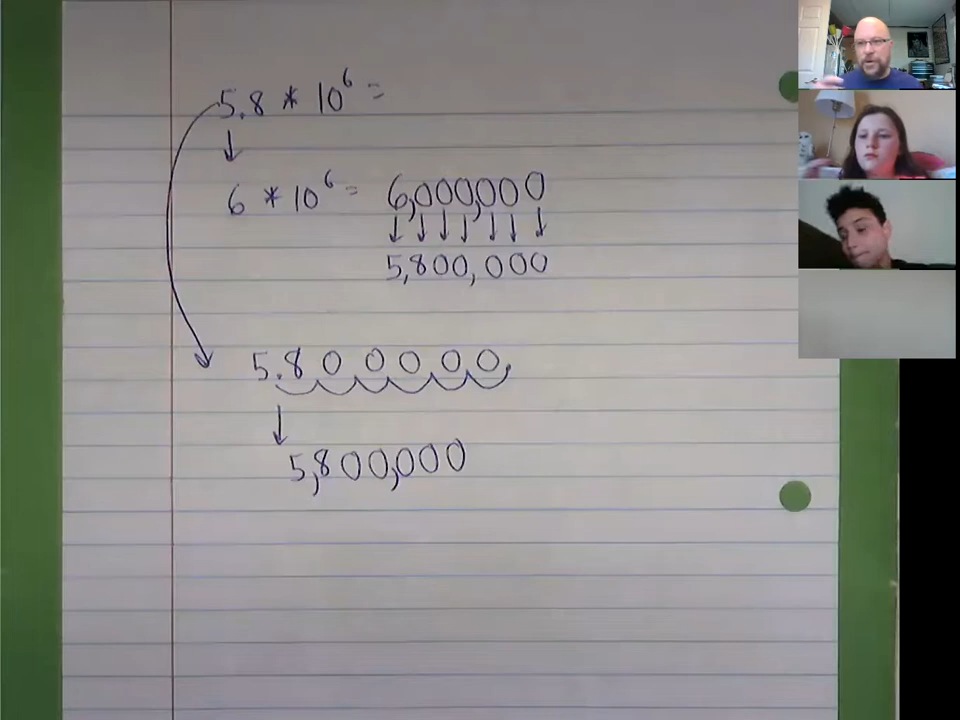 5.8 * 10⁶ =
6 * 10⁶ = 6,000,000
5,800,000
5.800000.
5,800,000